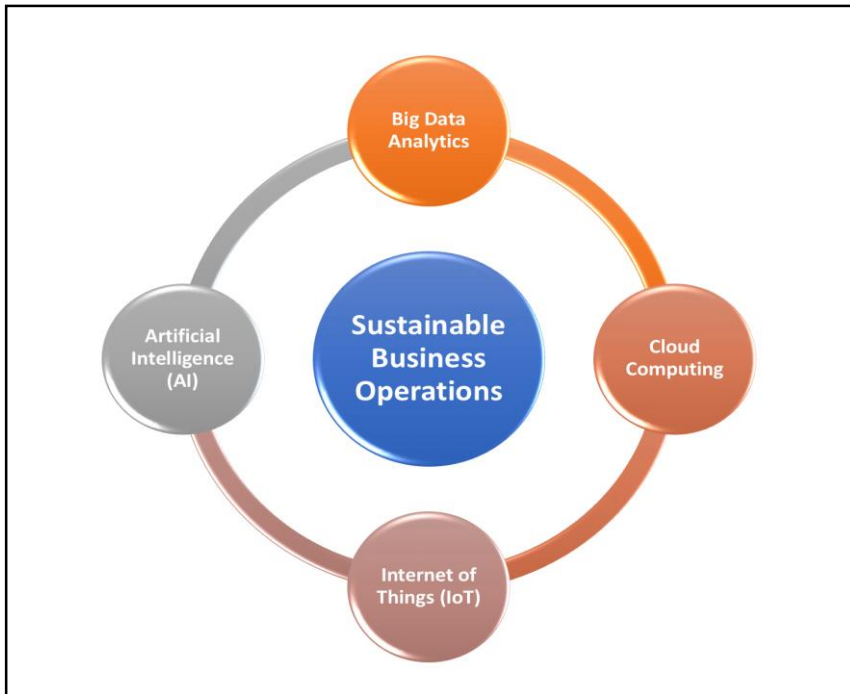 Big Data
Analytics
Sustainable
Business
Operations
Artificial
Intelligence
(AI)
Cloud
Computing
Internet of
Things (IoT)